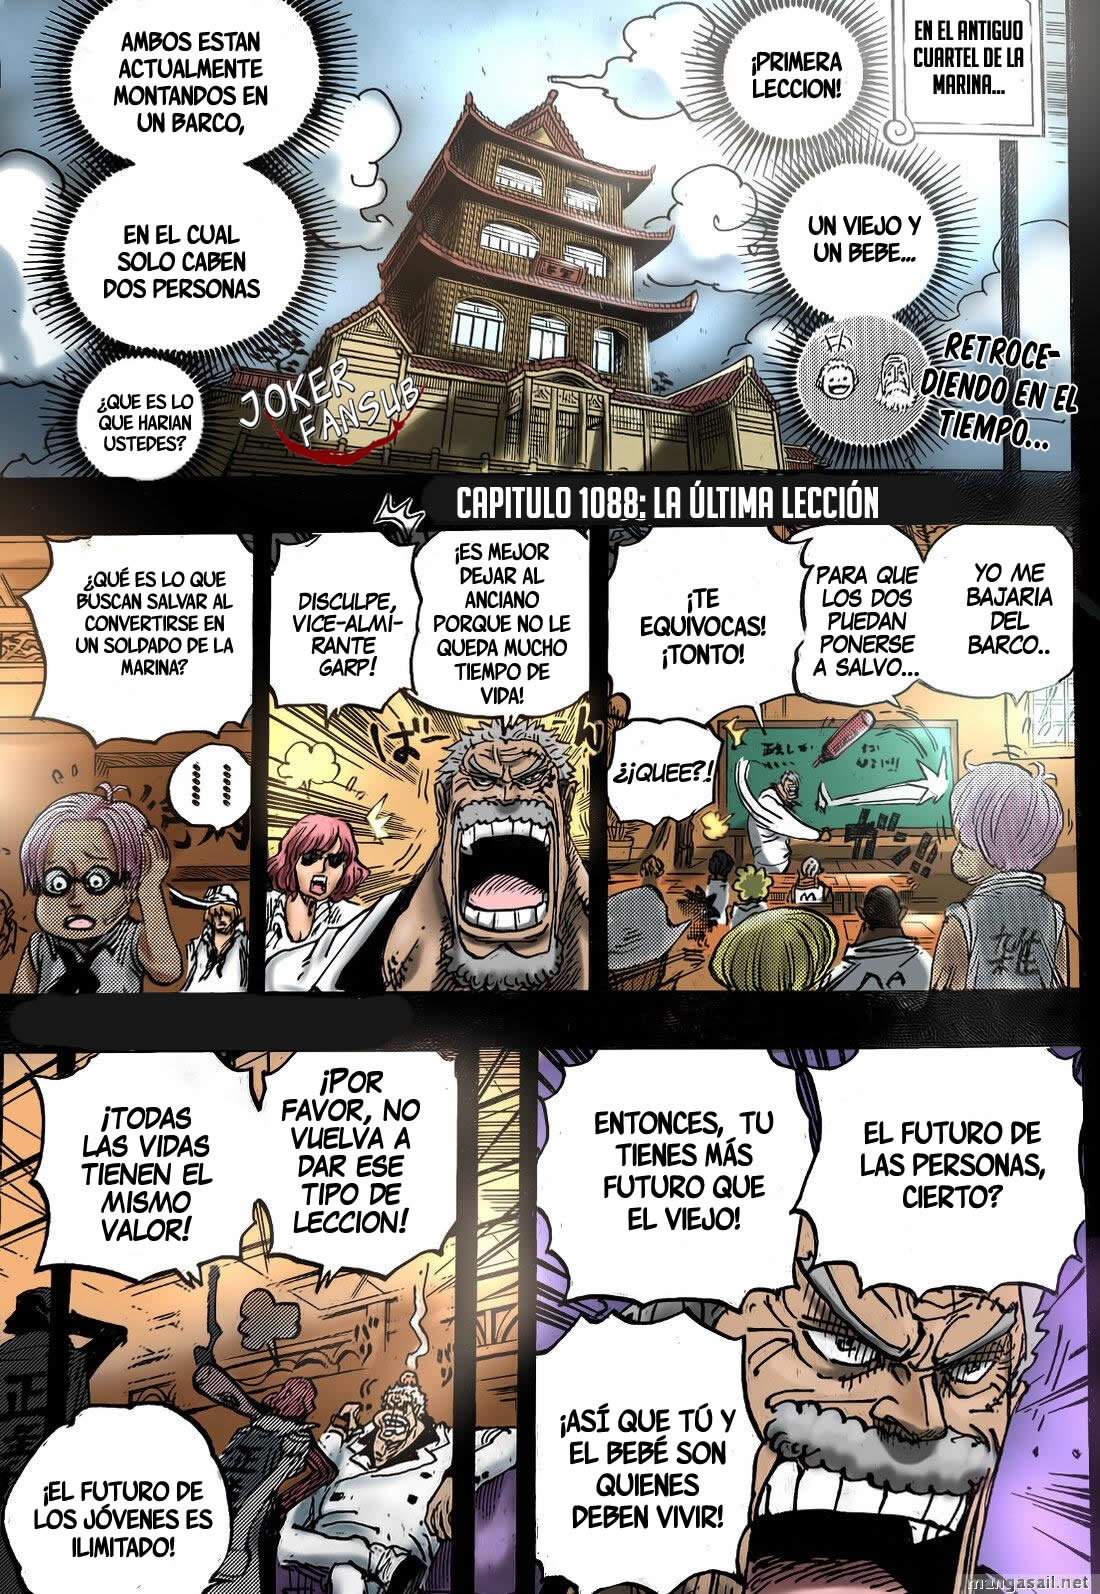 EN EL ANTIGUO
CUARTEL DE LA
MARINA...
¡PRIMERA
LECCION!
UN VIEJO Y
UN BEBE...
RETROCE-
DIENDO EN EL
TIEMPO...
AMBOS ESTAN
ACTUALMENTE
MONTANDOS EN
UN BARCO,
EN EL CUAL
SOLO CABEN
DOS PERSONAS
¿QUE ES LO
QUE HARIAN
USTEDES?
JOKER
FANSUB
CAPITULO 1088: LA ÚLTIMA LECCIÓN
YO ME
BAJARIA
DEL
BARCO..
PARA QUE
LOS DOS
PUEDAN
PONERSE
A SALVO...
¡TE
EQUIVOCAS!
¡TONTO!
¿¡QUEE?!
¡ES MEJOR
DEJAR AL
ANCIANO
PORQUE NO LE
QUEDA MUCHO
TIEMPO DE
VIDA!
DISCULPE,
VICE-ALMI-
RANTE
GARP!
¿QUÉ ES LO QUE
BUSCAN SALVAR AL
CONVERTIRSE EN
UN SOLDADO DE LA
MARINA?
EL FUTURO DE
LAS PERSONAS,
CIERTO?
ENTONCES, TU
TIENES MÁS
FUTURO QUE
EL VIEJO!
¡ASÍ QUE TÚ Y
EL BEBÉ SON
QUIENES
DEBEN VIVIR!
¡POR
FAVOR, NO
VUELVA A
DAR ESE
TIPO DE
LECCION!
¡TODAS
LAS VIDAS
TIENEN EL
MISMO
VALOR!
¡EL FUTURO DE
LOS JÓVENES ES
ILIMITADO!
mangasail.net